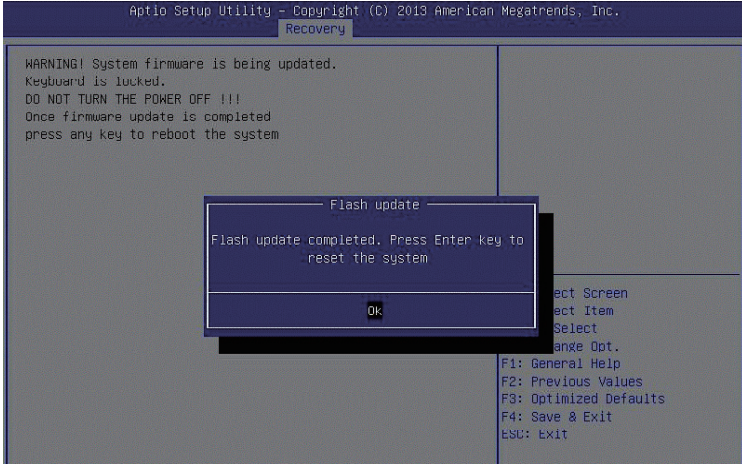 Aptio Setup Utility – Copyright (C) 2013 American Megatrends, Inc.
Recovery
WARNING! System firmware is being updated.
Keyboard is locked.
DO NOT TURN THE POWER OFF !!!
Once firmware update is completed
press any key to reboot the system
Flash update
Flash update completed. Press Enter key to
reset the system
Ok
ect Screen
ect Item
Select
ange Opt.
F1: General Help
F2: Previous Values
F3: Optimized Defaults
F4: Save & Exit
ESC: Exit